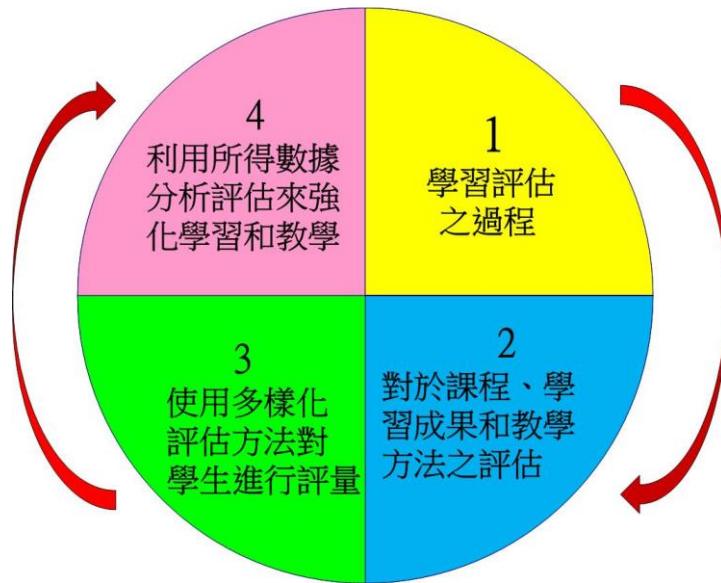 1
學習評估
之過程
2
對於課程、學
習成果和教學
方法之評估
3
使用多樣化
評估方法對
學生進行評量
4
利用所得數據
分析評估來強
化學習和教學